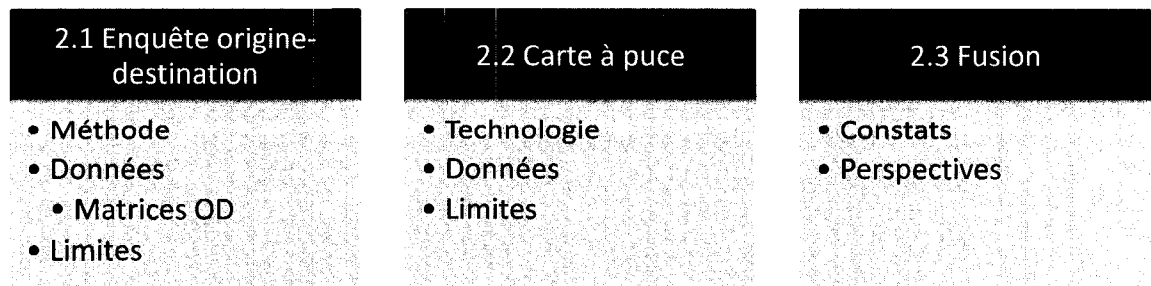 2.1 Enquête origine-
destination
• Méthode
• Données
• Matrices OD
• Limites
2.2 Carte à puce
• Technologie
• Données
• Limites
2.3 Fusion
• Constats
• Perspectives